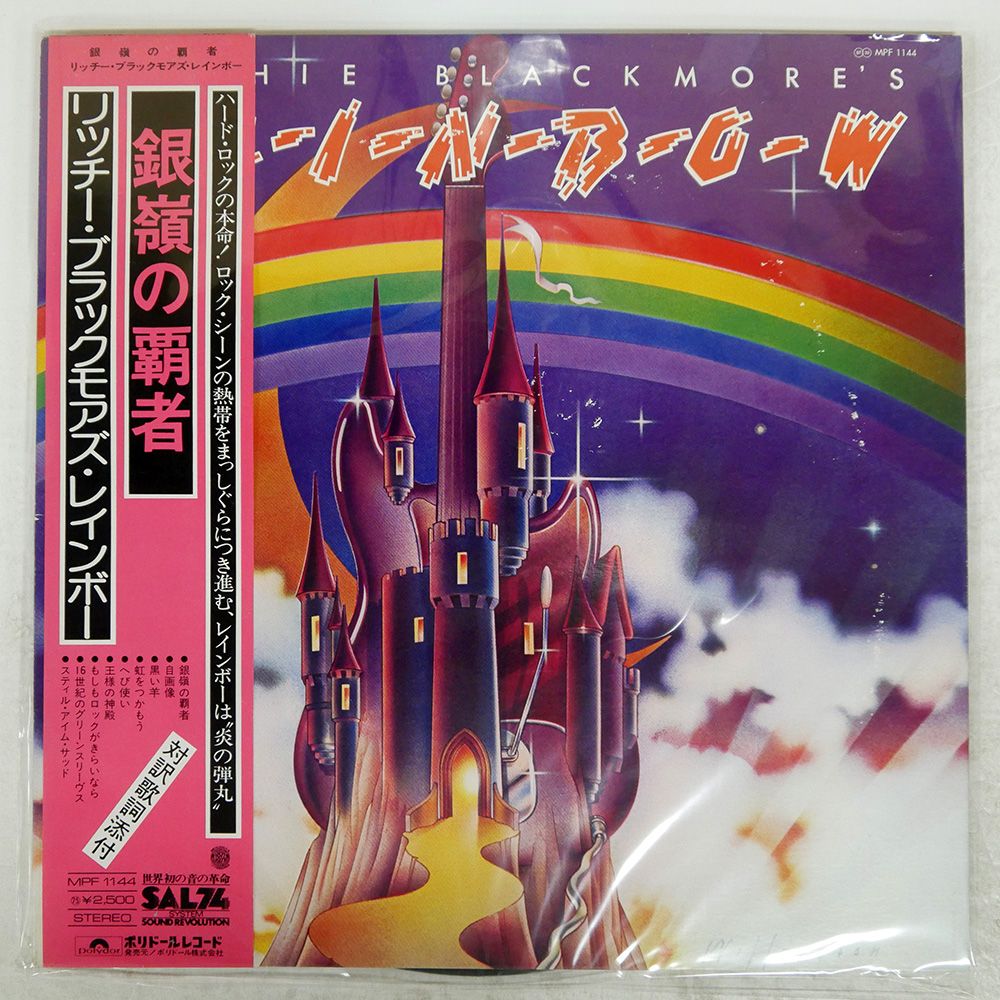 銀嶺の覇者
リッチー・ブラックモアズ・レインボー
ハード・ロックの本命!ロック・シーンの熱帯をまっしぐらにつき進む、レインボーは“炎の弾丸”
銀嶺の覇者
リッチー・ブラックモアズ・レインボー
●銀嶺の覇者
●自画像
●黒い羊
●虹をつかもう
●へび使い
●王様の神殿
●もしもロックがきらいなら
●16世紀のグリーンスリーヴス
●スティル・アイム・サッド
対訳歌詞添付
MPF 1144
㉕¥2,500
STEREO
世界初の音の革命
SAL74
SYSTEM
SOUND REVOLUTION
Polydor
ポリドールレコード
発売元/ポリドール株式会社
MPF 1144
HIE BLACKMORE'S
-I-N-B-O-W